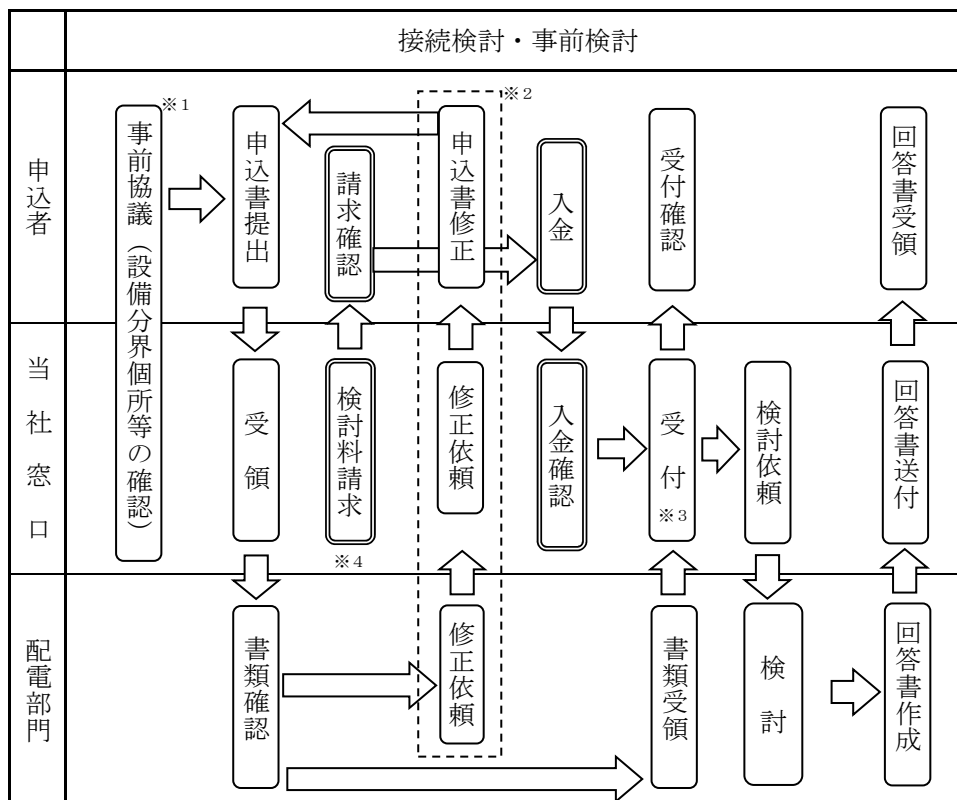 接続検討・事前検討
申込者
※1
事前協議（設備分界個所等の確認）
申込書提出
請求確認
※2
申込書修正
入金
受付確認
回答書受領
当社窓口
受領
検討料請求
※4
修正依頼
入金確認
受付
※3
検討依頼
回答書送付
配電部門
書類確認
修正依頼
書類受領
検討
回答書作成